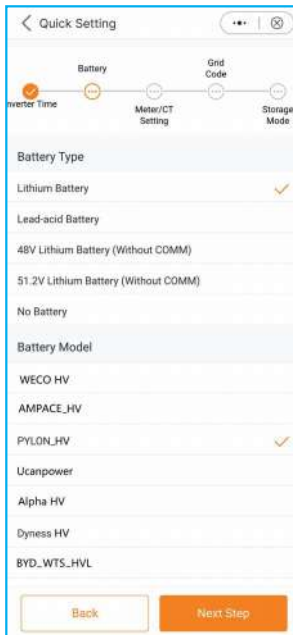 Quick Setting
Battery
Grid
Code
nverter Time
Meter/CT
Setting
Storage
Mode
Battery Type
Lithium Battery
Lead-acid Battery
48V Lithium Battery (Without COMM)
51.2V Lithium Battery (Without COMM)
No Battery
Battery Model
WECO HV
AMPACE_HV
PYLON_HV
Ucanpower
Alpha HV
Dyness HV
BYD_WTS_HVL
Back
Next Step